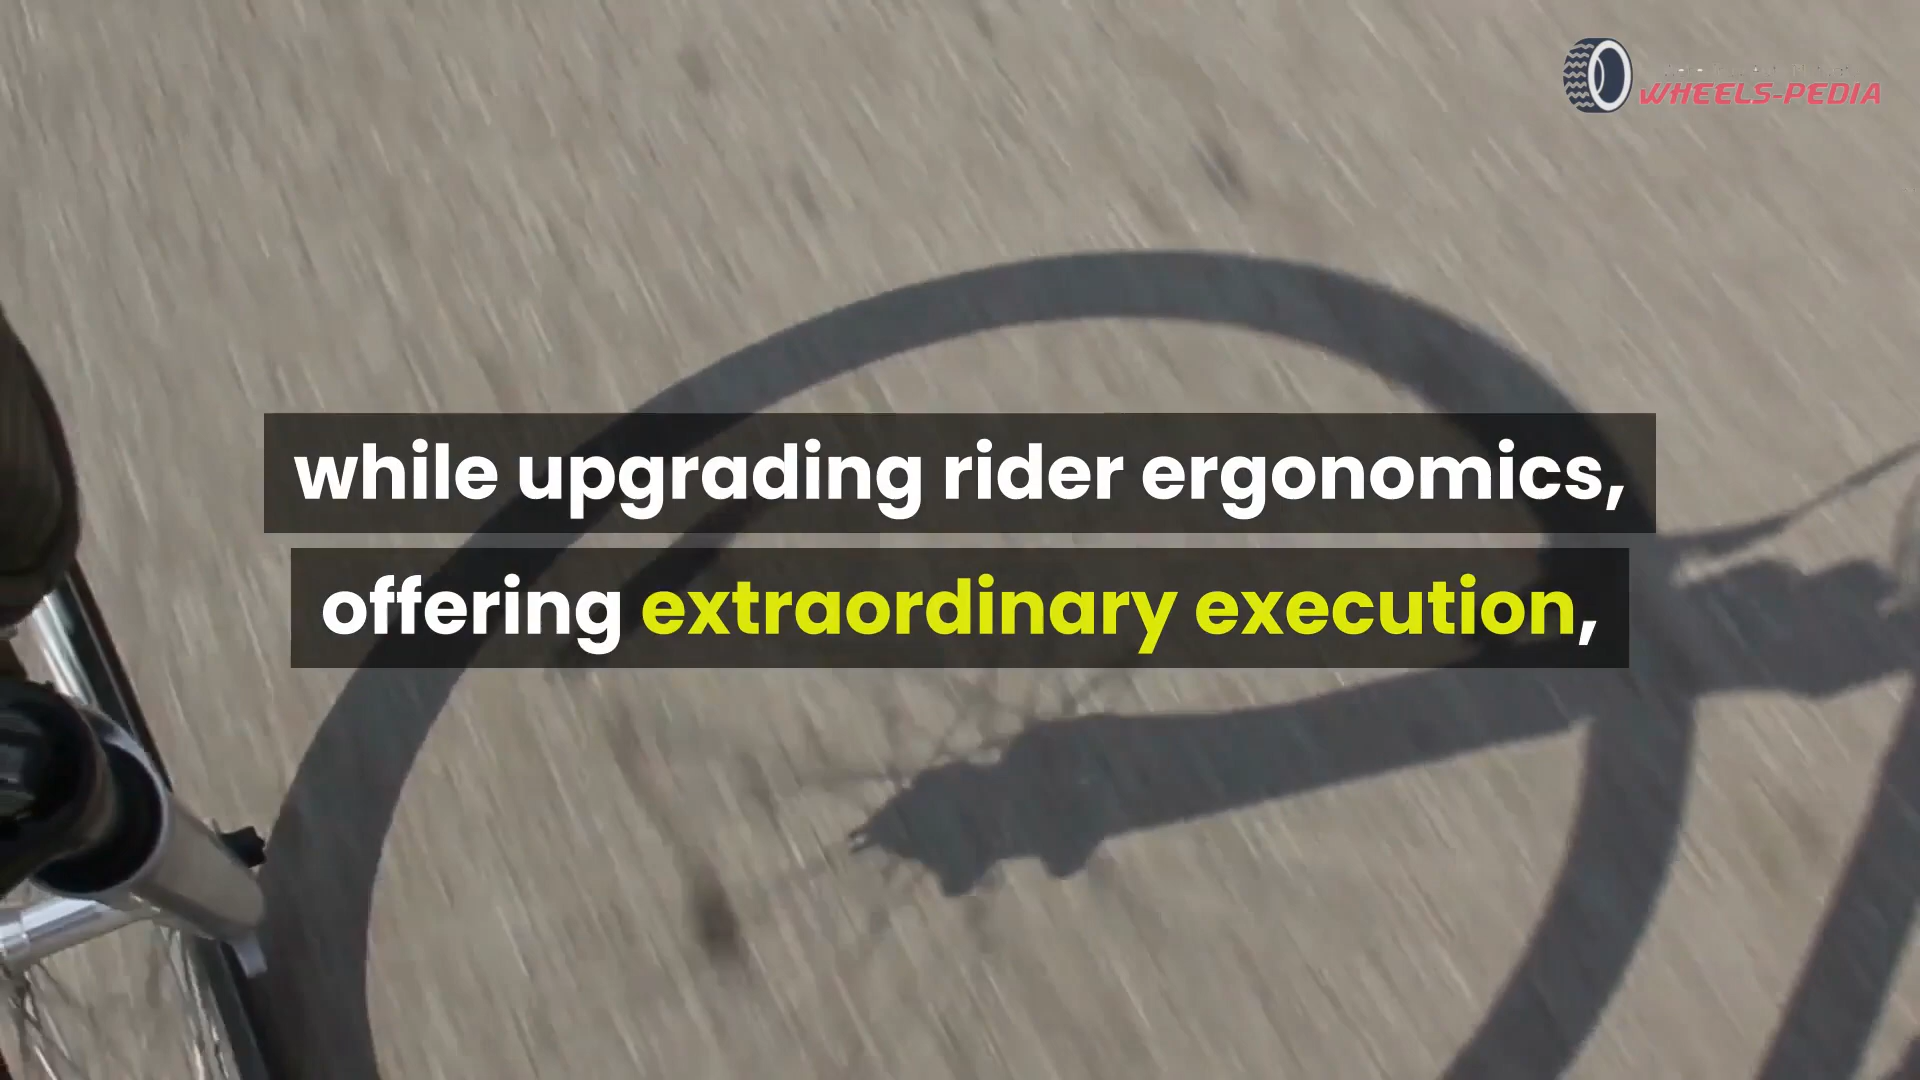 WHEELS-PEDIA
while upgrading rider ergonomics,
offering extraordinary execution,